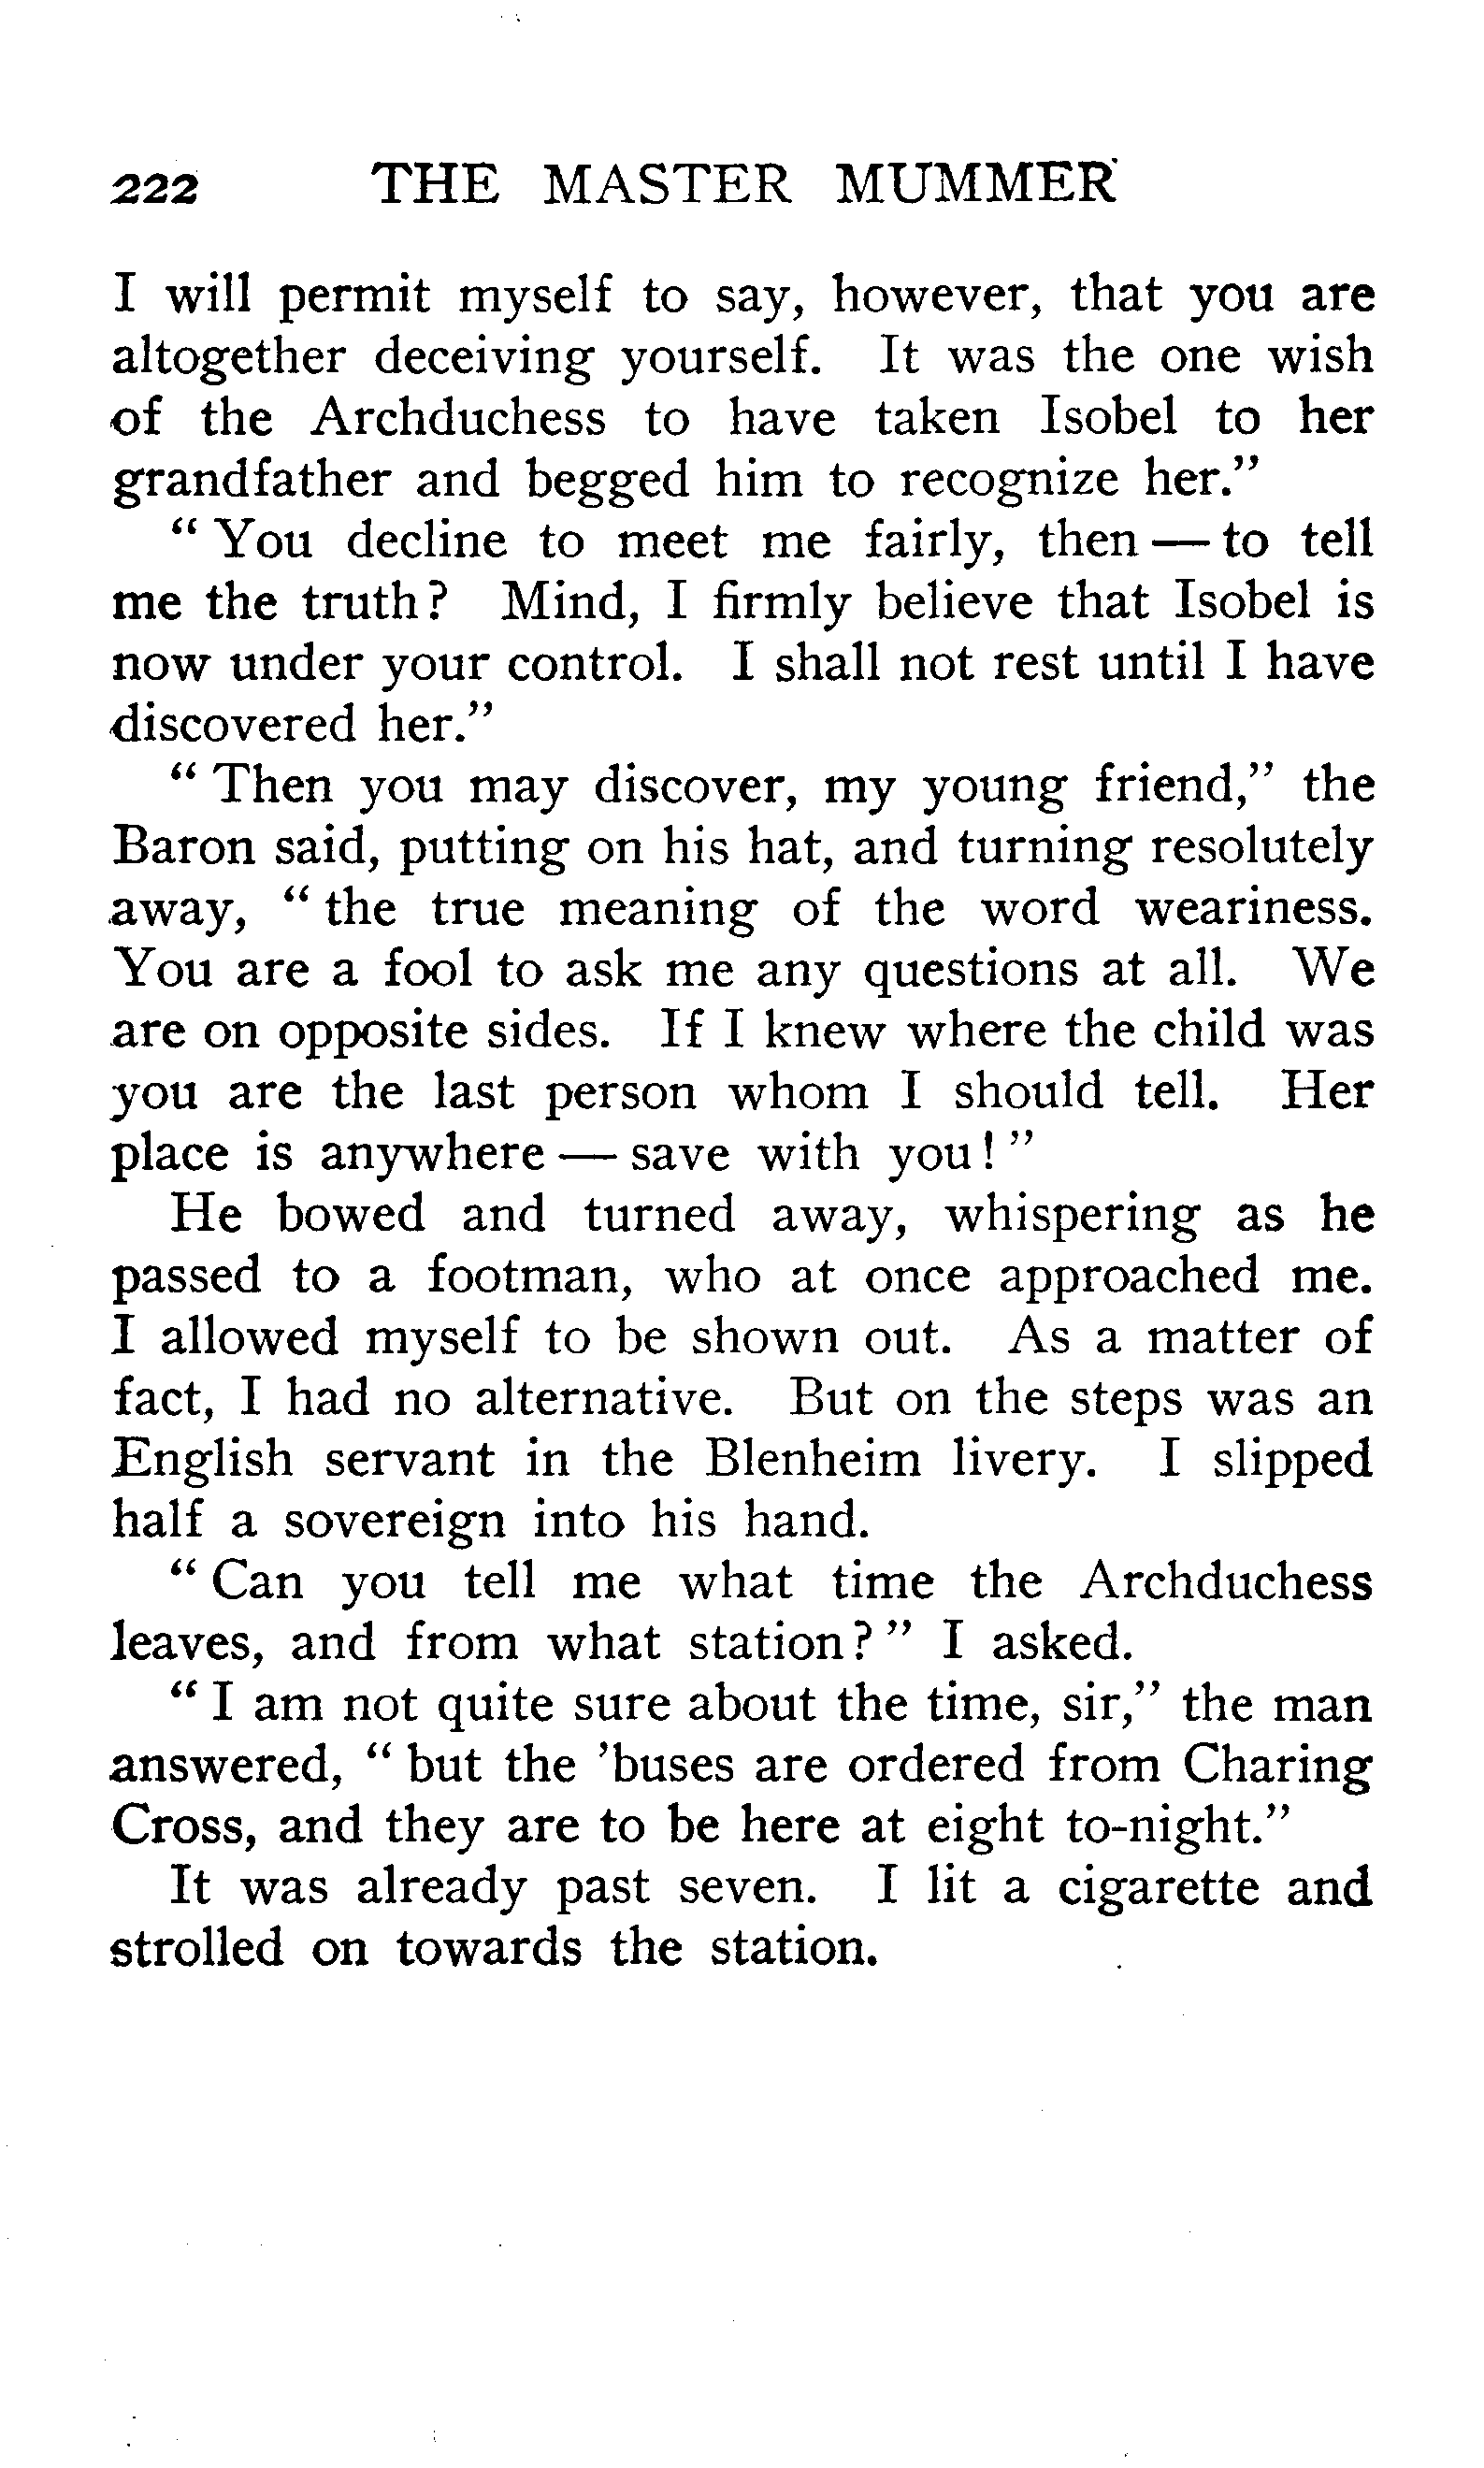 222 THE MASTER MUMMER
I will permit myself to say, however, that you are
altogether deceiving yourself. It was the one wish
of the Archduchess to have taken Isobel to her
grandfather and begged him to recognize her."
" You decline to meet me fairly, then — to tell
me the truth? Mind, I firmly believe that Isobel is
now under your control. I shall not rest until I have
discovered her."
" Then you may discover, my young friend," the
Baron said, putting on his hat, and turning resolutely
away, " the true meaning of the word weariness.
You are a fool to ask me any questions at all. We
are on opposite sides. If I knew where the child was
you are the last person whom I should tell. Her
place is anywhere — save with you! "
He bowed and turned away, whispering as he
passed to a footman, who at once approached me.
I allowed myself to be shown out. As a matter of
fact, I had no alternative. But on the steps was an
English servant in the Blenheim livery. I slipped
half a sovereign into his hand.
" Can you tell me what time the Archduchess
leaves, and from what station? " I asked.
" I am not quite sure about the time, sir," the man
answered, " but the 'buses are ordered from Charing
Cross, and they are to be here at eight to-night."
It was already past seven. I lit a cigarette and
strolled on towards the station.